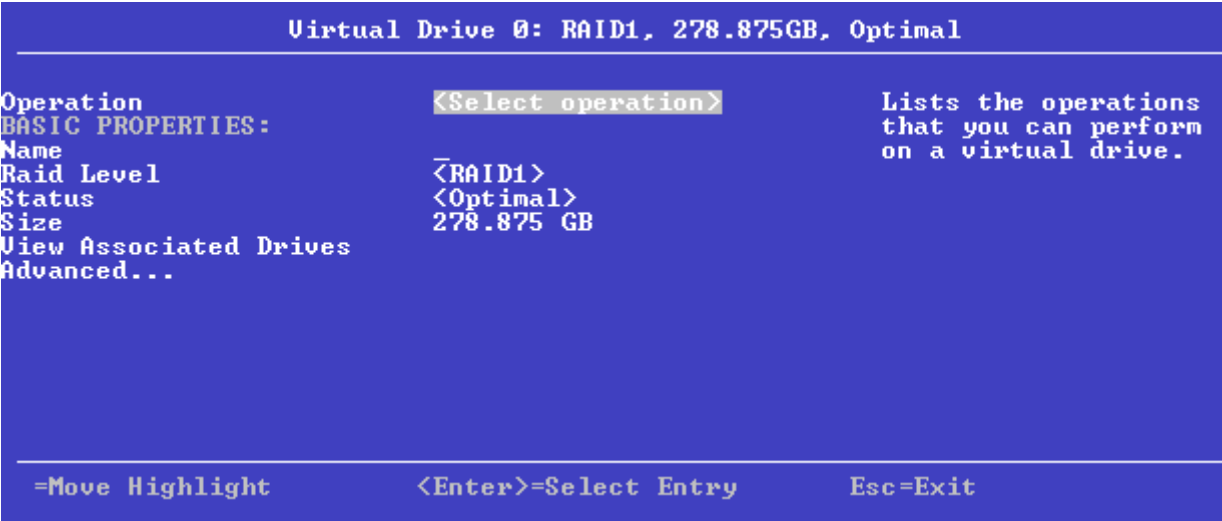 Virtual Drive 0: RAID1, 278.875GB, Optimal
Operation <Select operation> Lists the operations
BASIC PROPERTIES: that you can perform
Name _ on a virtual drive.
Raid Level <RAID1>
Status <Optimal>
Size 278.875 GB
View Associated Drives
Advanced...
=Move Highlight <Enter>=Select Entry Esc=Exit